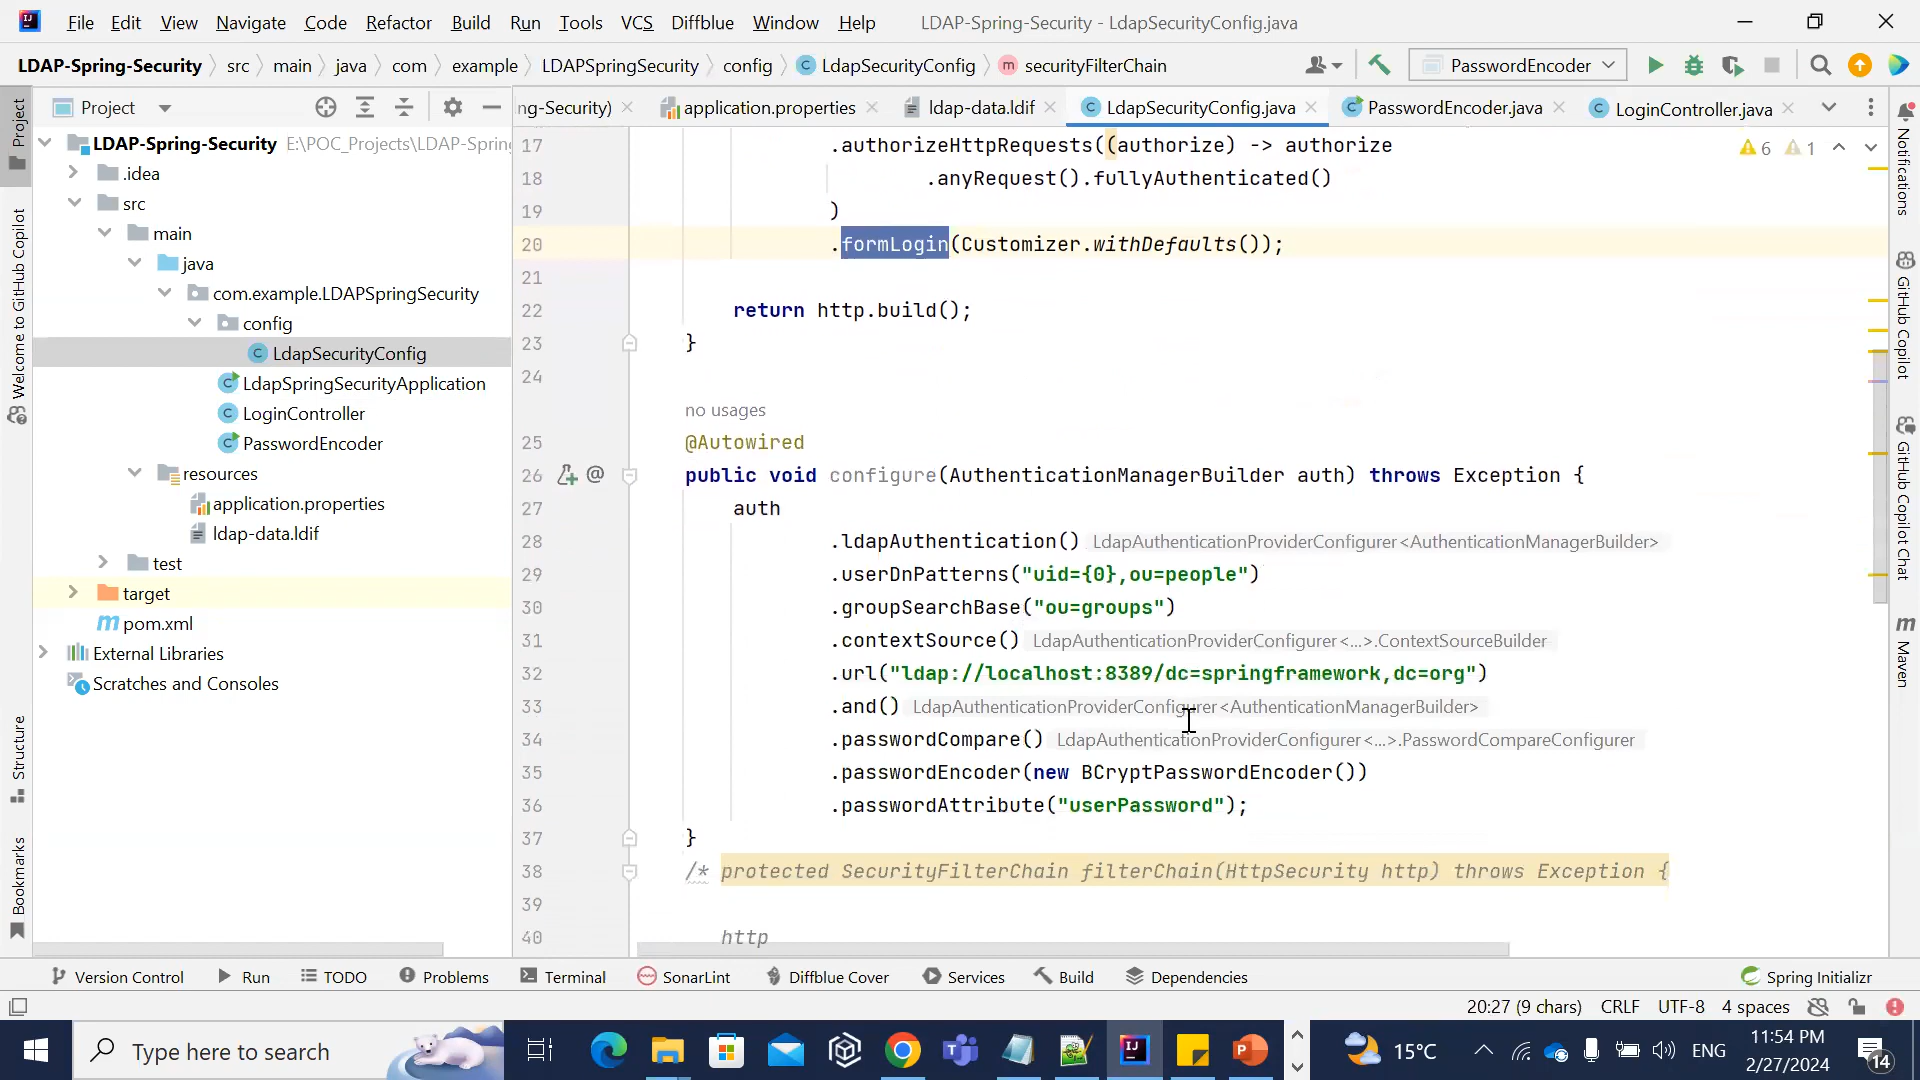 File Edit View Navigate Code Refactor Build Run Tools VCS Diffblue Window Help LDAP-Spring-Security - LdapSecurityConfig.java
LDAP-Spring-Security src main java com example LDAPSpringSecurity config LdapSecurityConfig securityFilterChain PasswordEncoder
Project
ng-Security) application.properties ldap-data.ldif LdapSecurityConfig.java PasswordEncoder.java LoginController.java
LDAP-Spring-Security E:\POC_Projects\LDAP-Spring
.idea
src
main
java
com.example.LDAPSpringSecurity
config
LdapSecurityConfig
LdapSpringSecurityApplication
LoginController
PasswordEncoder
resources
application.properties
ldap-data.ldif
test
target
pom.xml
External Libraries
Scratches and Consoles
Project
Welcome to GitHub Copilot
Structure
Bookmarks
6 1
17 .authorizeHttpRequests((authorize) -> authorize
18 .anyRequest().fullyAuthenticated()
19 )
20 .formLogin(Customizer.withDefaults());
21
22 return http.build();
23 }
24
no usages
25 @Autowired
26 public void configure(AuthenticationManagerBuilder auth) throws Exception {
27 auth
28 .ldapAuthentication() LdapAuthenticationProviderConfigurer<AuthenticationManagerBuilder>
29 .userDnPatterns("uid={0},ou=people")
30 .groupSearchBase("ou=groups")
31 .contextSource() LdapAuthenticationProviderConfigurer<...>.ContextSourceBuilder
32 .url("ldap://localhost:8389/dc=springframework,dc=org")
33 .and() LdapAuthenticationProviderConfigurer<AuthenticationManagerBuilder>
34 .passwordCompare() LdapAuthenticationProviderConfigurer<...>.PasswordCompareConfigurer
35 .passwordEncoder(new BCryptPasswordEncoder())
36 .passwordAttribute("userPassword");
37 }
38 /* protected SecurityFilterChain filterChain(HttpSecurity http) throws Exception {
39
40 http
Notifications
GitHub Copilot
GitHub Copilot Chat
Maven
Version Control Run TODO Problems Terminal SonarLint Diffblue Cover Services Build Dependencies Spring Initializr
20:27 (9 chars) CRLF UTF-8 4 spaces
Type here to search 15°C ENG 11:54 PM 2/27/2024 14